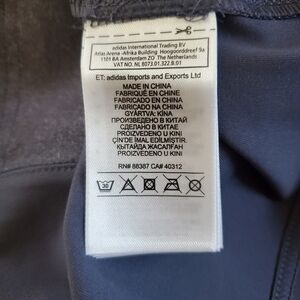 adidas International Trading BV
Atlas Arena -Afrika Building Hoogoorddreef 9a
1101 BA Amsterdam ZO The Netherlands
VAT NO. NL 8073.01.322.B.01
ET: adidas Imports and Exports Ltd
MADE IN CHINA
FABRIQUÉ EN CHINE
FABRICADO EN CHINA
FABRICADO NA CHINA
KÍNA GYÁRTÁSA
ПРОИЗВЕДЕНО В КИТАЙ
СДЕЛАНО В КИТАЕ
PROIZVEDENO U KINI
ÇİN'DE İMAL EDİLMİŞTİR.
ҚЫТАЙДА ЖАСАЛҒАН
PROIZVEDENO U KINI
RN# 88387 CA# 40312
30